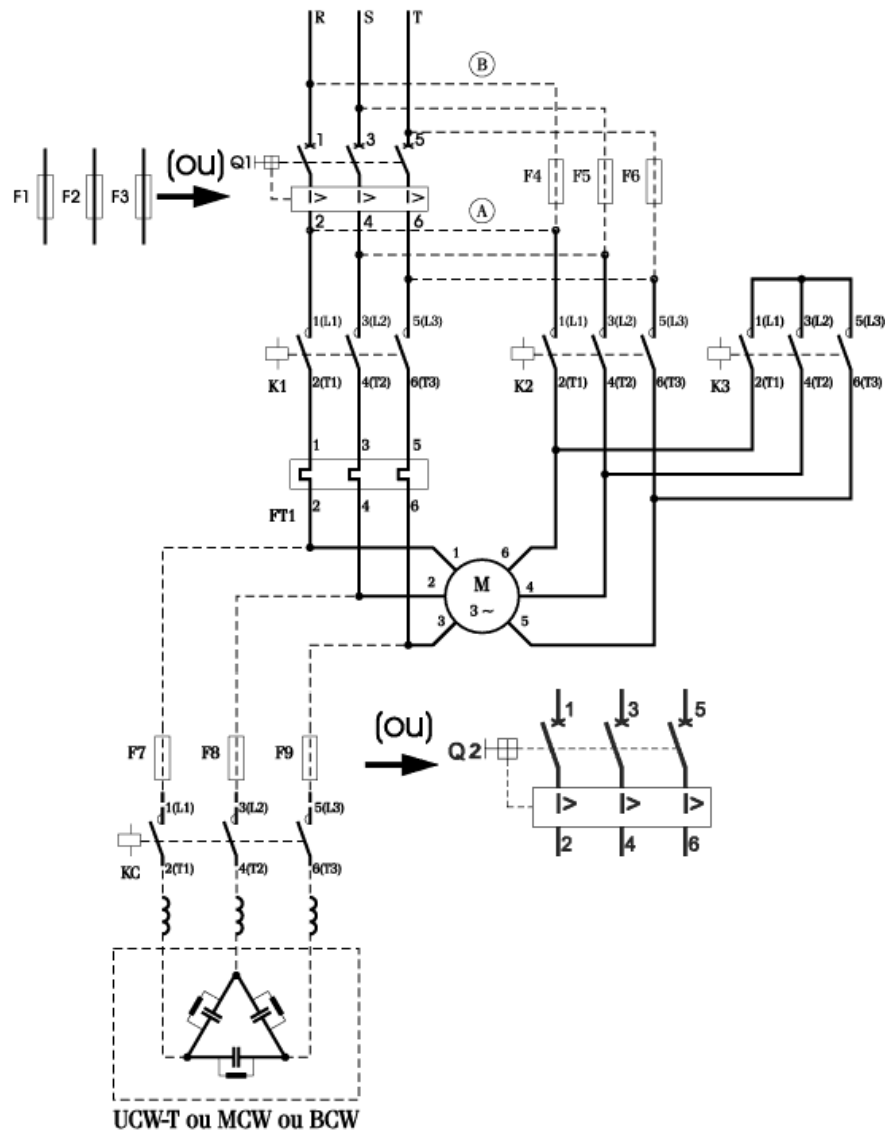 R S T
B
1 3 5
(ou) Q1
F1 F2 F3
F4 F5 F6
I> I> I>
2 4 6
A
1(L1) 3(L2) 5(L3)
1(L1) 3(L2) 5(L3)
1(L1) 3(L2) 5(L3)
K1
K2
K3
2(T1) 4(T2) 6(T3)
2(T1) 4(T2) 6(T3)
2(T1) 4(T2) 6(T3)
1 3 5
2 4 6
FT1
1 6
2 M 4
3 ~
3 5
(ou)
1 3 5
F7 F8 F9
Q2
I> I> I>
1(L1) 3(L2) 5(L3)
2 4 6
KC
2(T1) 4(T2) 6(T3)
UCW-T ou MCW ou BCW